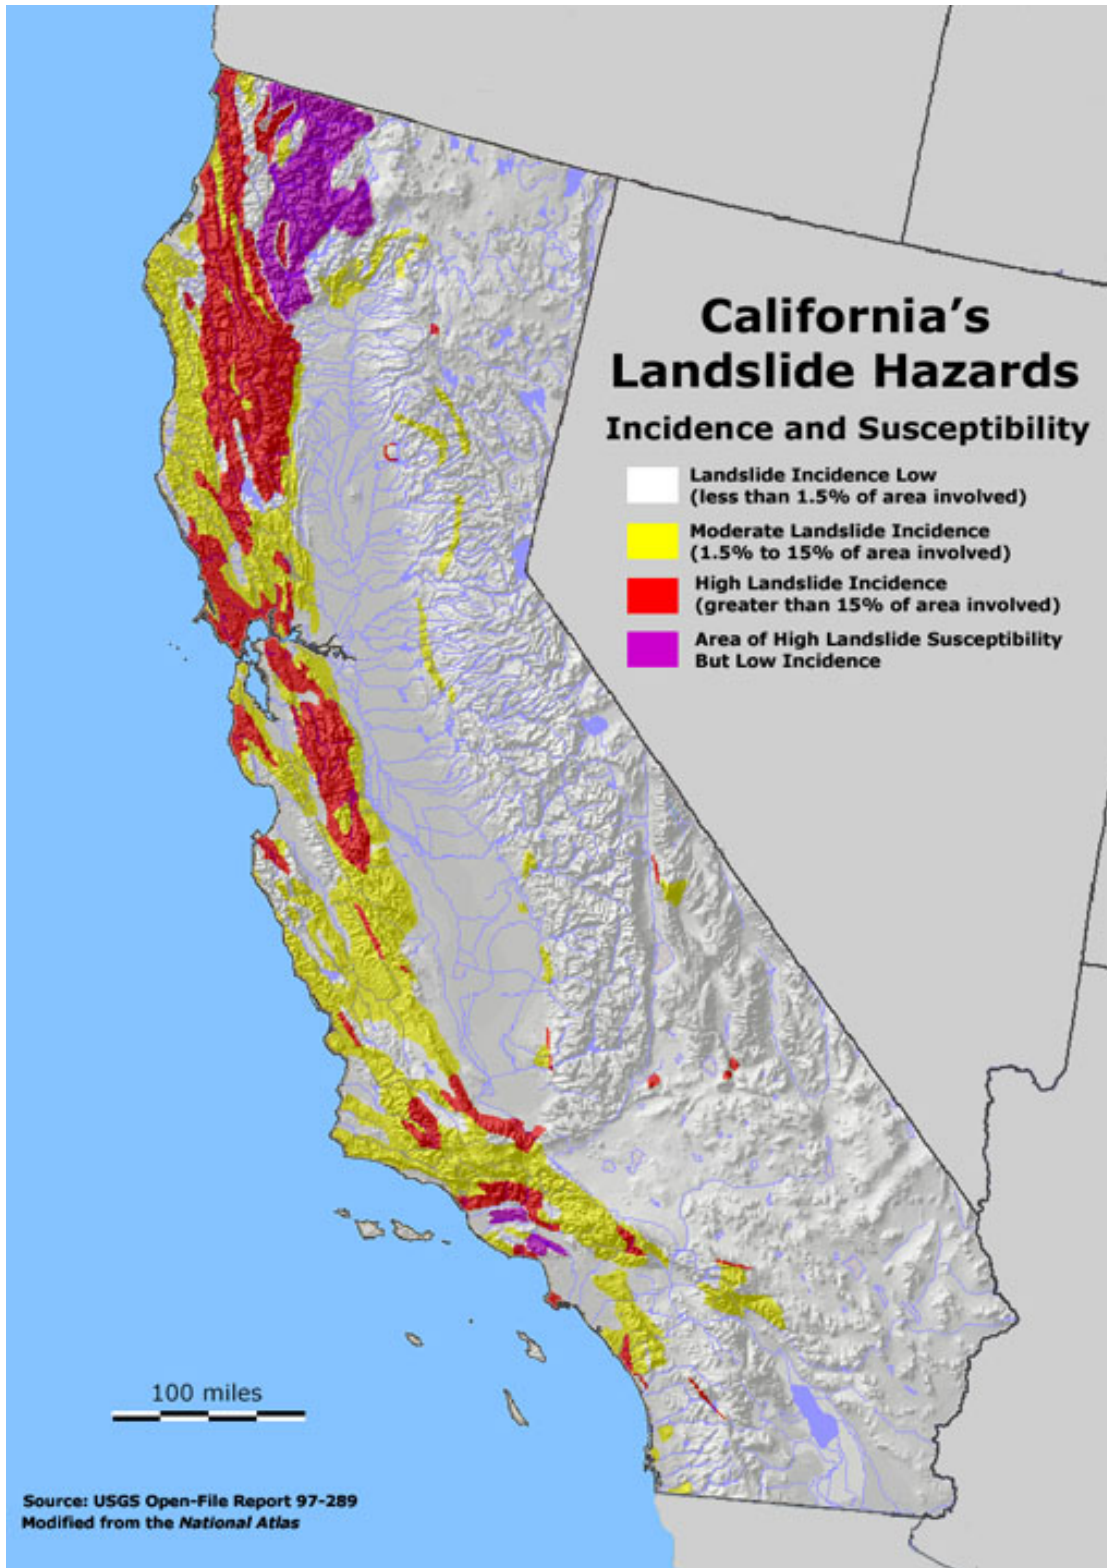 California's
Landslide Hazards
Incidence and Susceptibility
Landslide Incidence Low
(less than 1.5% of area involved)
Moderate Landslide Incidence
(1.5% to 15% of area involved)
High Landslide Incidence
(greater than 15% of area involved)
Area of High Landslide Susceptibility
But Low Incidence
100 miles
Source: USGS Open-File Report 97-289
Modified from the National Atlas